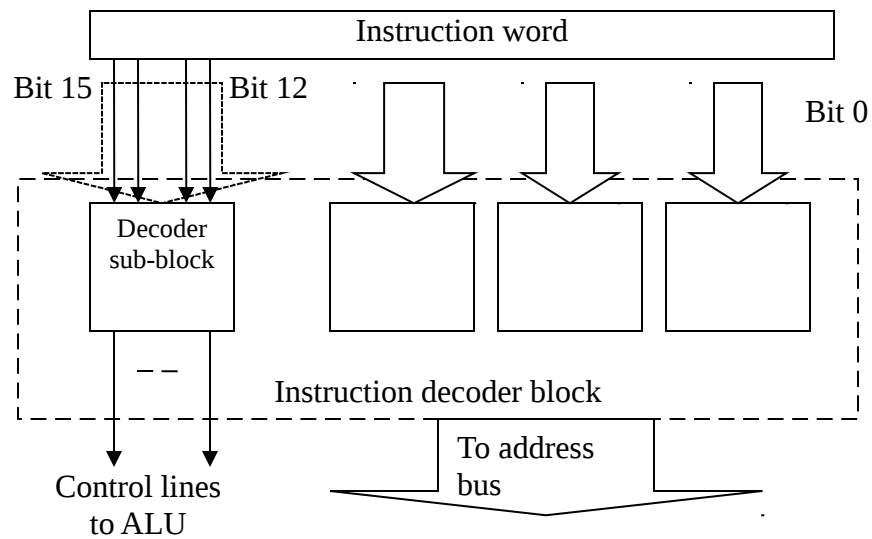 Instruction word
Bit 15
Bit 12
Bit 0
Decoder
sub-block
Instruction decoder block
To address
bus
Control lines
to ALU